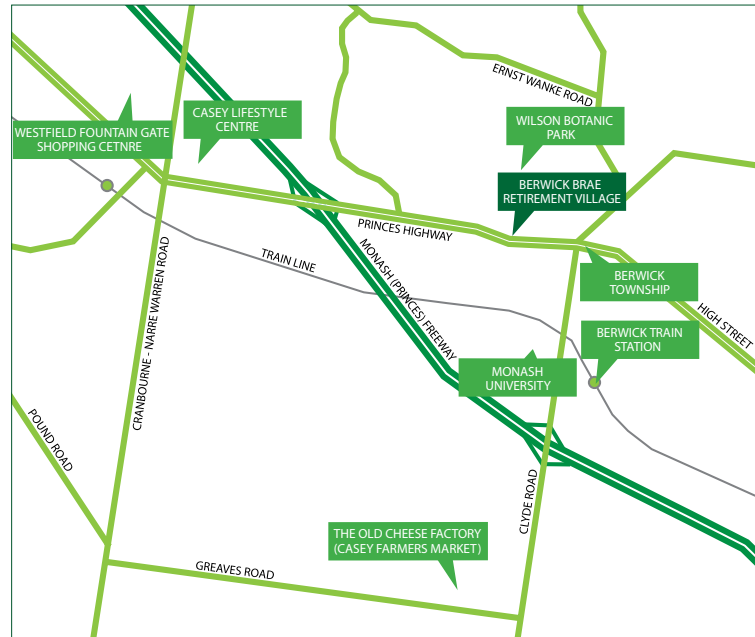 ERNST WANKE ROAD
CASEY LIFESTYLE
CENTRE
WESTFIELD FOUNTAIN GATE
SHOPPING CETNRE
WILSON BOTANIC
PARK
BERWICK BRAE
RETIREMENT VILLAGE
PRINCES HIGHWAY
TRAIN LINE
MONASH (PRINCES) FREEWAY
CRANBOURNE - NARRE WARREN ROAD
BERWICK
TOWNSHIP
HIGH STREET
BERWICK TRAIN
STATION
MONASH
UNIVERSITY
POUND ROAD
CLYDE ROAD
THE OLD CHEESE FACTORY
(CASEY FARMERS MARKET)
GREAVES ROAD